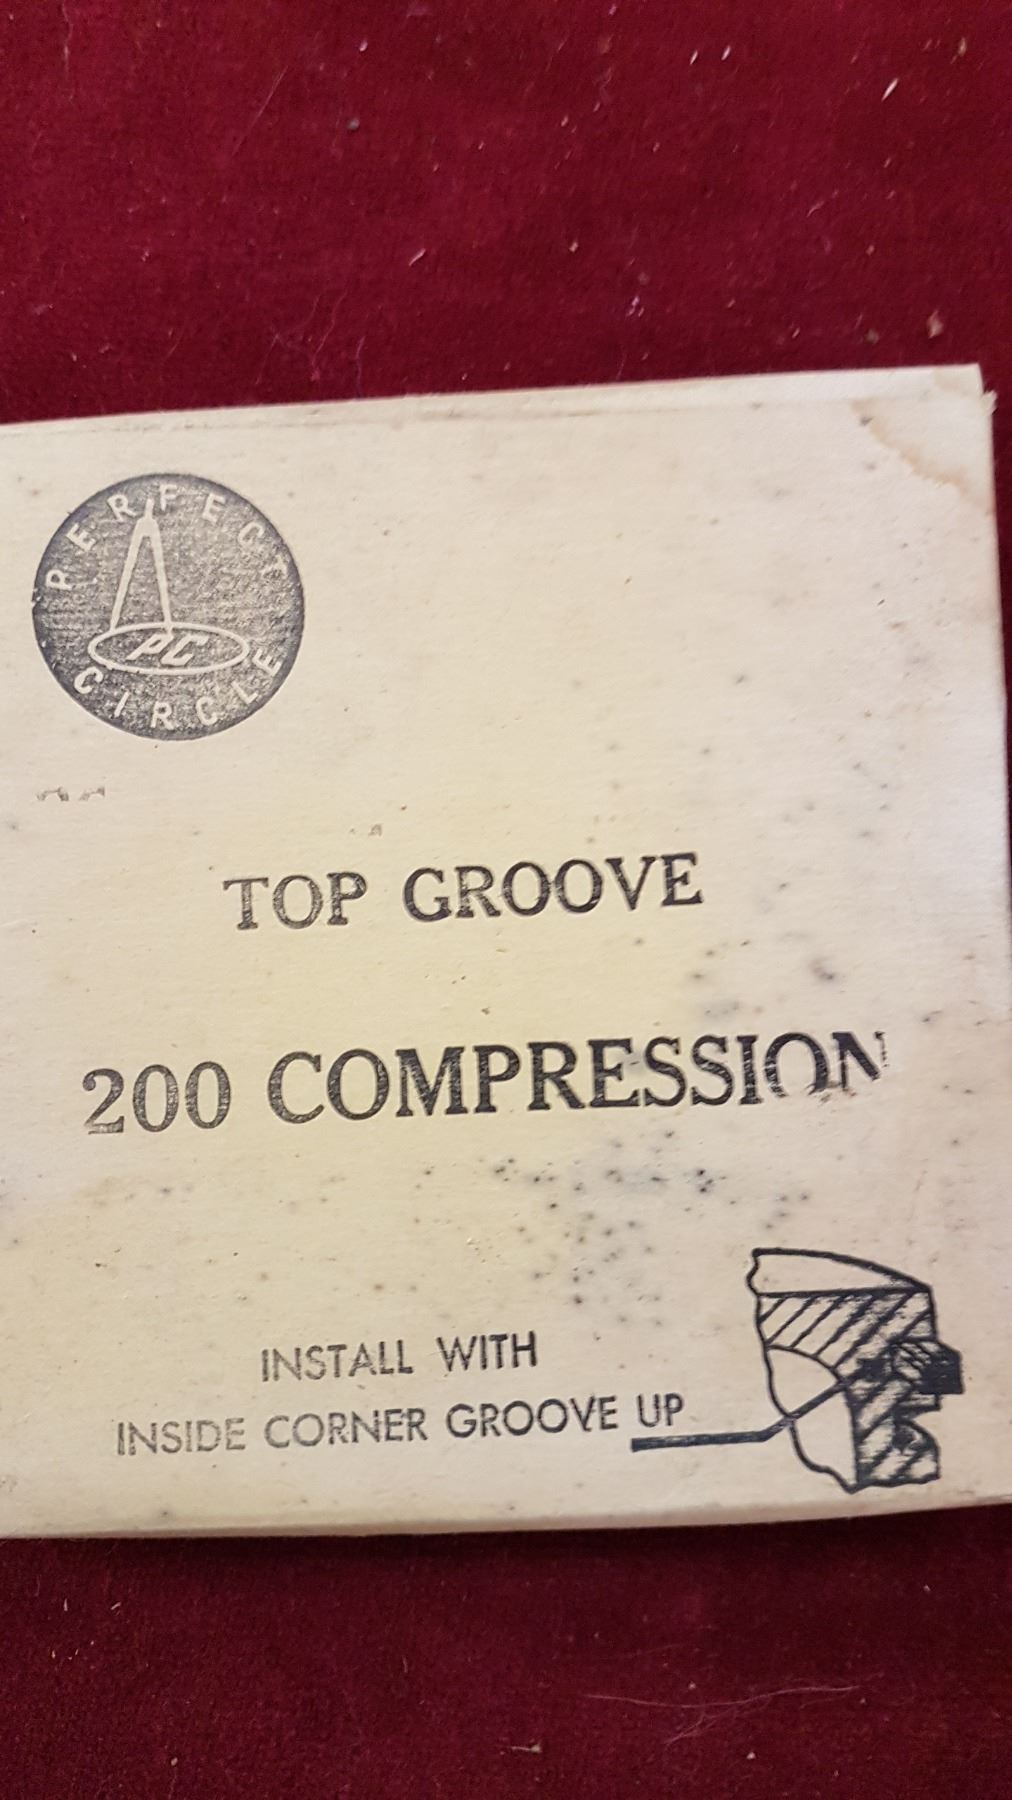 PERFECT
PC
CIRCLE
TOP GROOVE
200 COMPRESSION
INSTALL WITH
INSIDE CORNER GROOVE UP